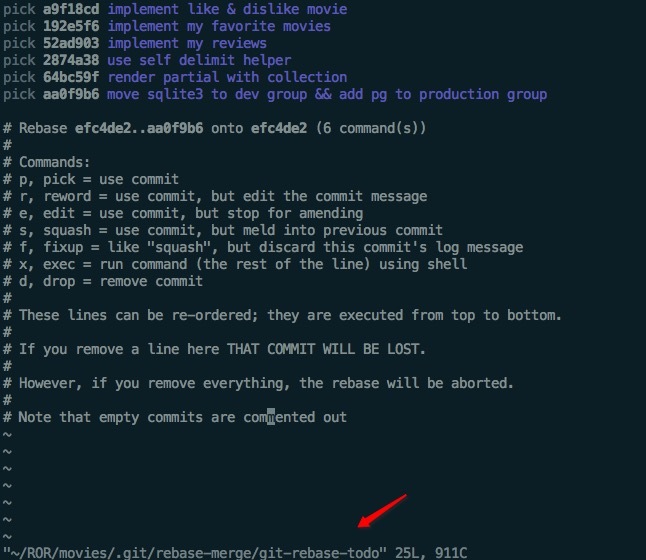 pick a9f18cd implement like & dislike movie
pick 192e5f6 implement my favorite movies
pick 52ad903 implement my reviews
pick 2874a38 use self delimit helper
pick 64bc59f render partial with collection
pick aa0f9b6 move sqlite3 to dev group && add pg to production group
# Rebase efc4de2..aa0f9b6 onto efc4de2 (6 command(s))
#
# Commands:
# p, pick = use commit
# r, reword = use commit, but edit the commit message
# e, edit = use commit, but stop for amending
# s, squash = use commit, but meld into previous commit
# f, fixup = like "squash", but discard this commit's log message
# x, exec = run command (the rest of the line) using shell
# d, drop = remove commit
#
# These lines can be re-ordered; they are executed from top to bottom.
#
# If you remove a line here THAT COMMIT WILL BE LOST.
#
# However, if you remove everything, the rebase will be aborted.
#
# Note that empty commits are commented out
~
~
~
~
~
~
~
"~/ROR/movies/.git/rebase-merge/git-rebase-todo" 25L, 911C